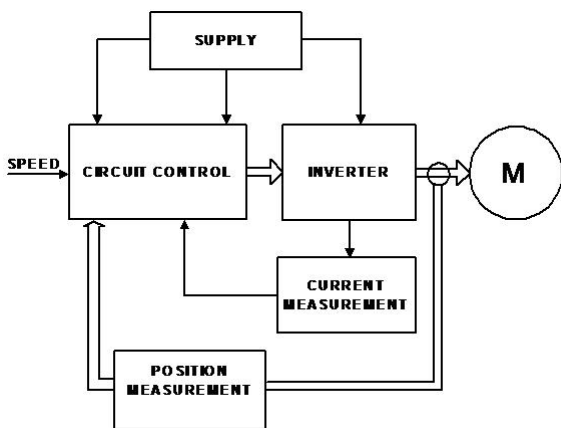 SUPPLY
SPEED
CIRCUIT CONTROL
INVERTER
M
CURRENT
MEASUREMENT
POSITION
MEASUREMENT